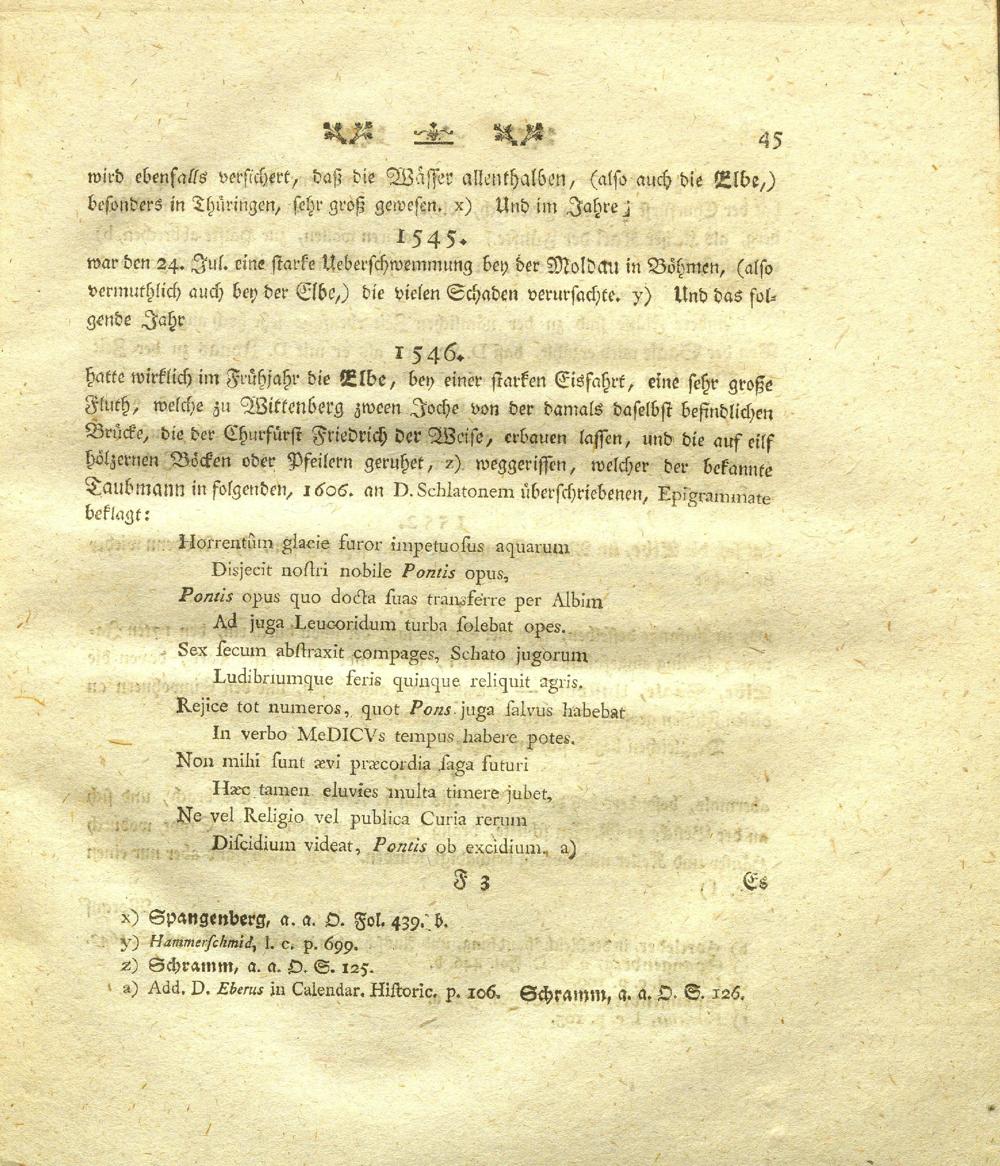 45
wird ebenfalls versichert, daß die Wässer allenthalben, (also auch die Elbe,)
besonders in Thüringen, sehr groß gewesen. x) Und im Jahre
1545.
war den 24. Jul. eine starke Ueberschwemmung bey der Moldau in Böhmen, (also
vermuthlich auch bey der Elbe,) die vielen Schaden verursachte. y) Und das fol-
gende Jahr
1546.
hatte wirklich im Frühjahr die Elbe, bey einer starken Eisfahrt, eine sehr große
Fluth, welche zu Wittenberg zween Joche von der damals daselbst befindlichen
Brücke, die der Churfürst Friedrich der Weise, erbauen lassen, und die auf eilf
hölzernen Böcken oder Pfeilern geruhet, z) weggerissen, welcher der bekannte
Taubmann in folgenden, 1606. an D. Schlatonem überschriebenen, Epigrammate
beklagt:
Horrentûm glacie furor impetuosus aquarum
Disjecit nostri nobile Pontis opus,
Pontis opus quo docta suas transferre per Albim
Ad juga Leucoridum turba solebat opes.
Sex secum abstraxit compages, Schato jugorum
Ludibriumque feris quinque reliquit agris.
Rejice tot numeros, quot Pons juga salvus habebat
In verbo MeDICVs tempus habere potes.
Non mihi sunt ævi præcordia saga futuri
Hæc tamen eluvies multa timere jubet,
Ne vel Religio vel publica Curia rerum
Discidium videat, Pontis ob excidium. a)
F 3 Es
x) Spangenberg, a. a. O. Fol. 439. b.
y) Hammerschmid, l. c. p. 699.
z) Schramm, a. a. O. S. 125.
a) Add. D. Eberus in Calendar. Historic. p. 106. Schramm, a. a. O. S. 126.